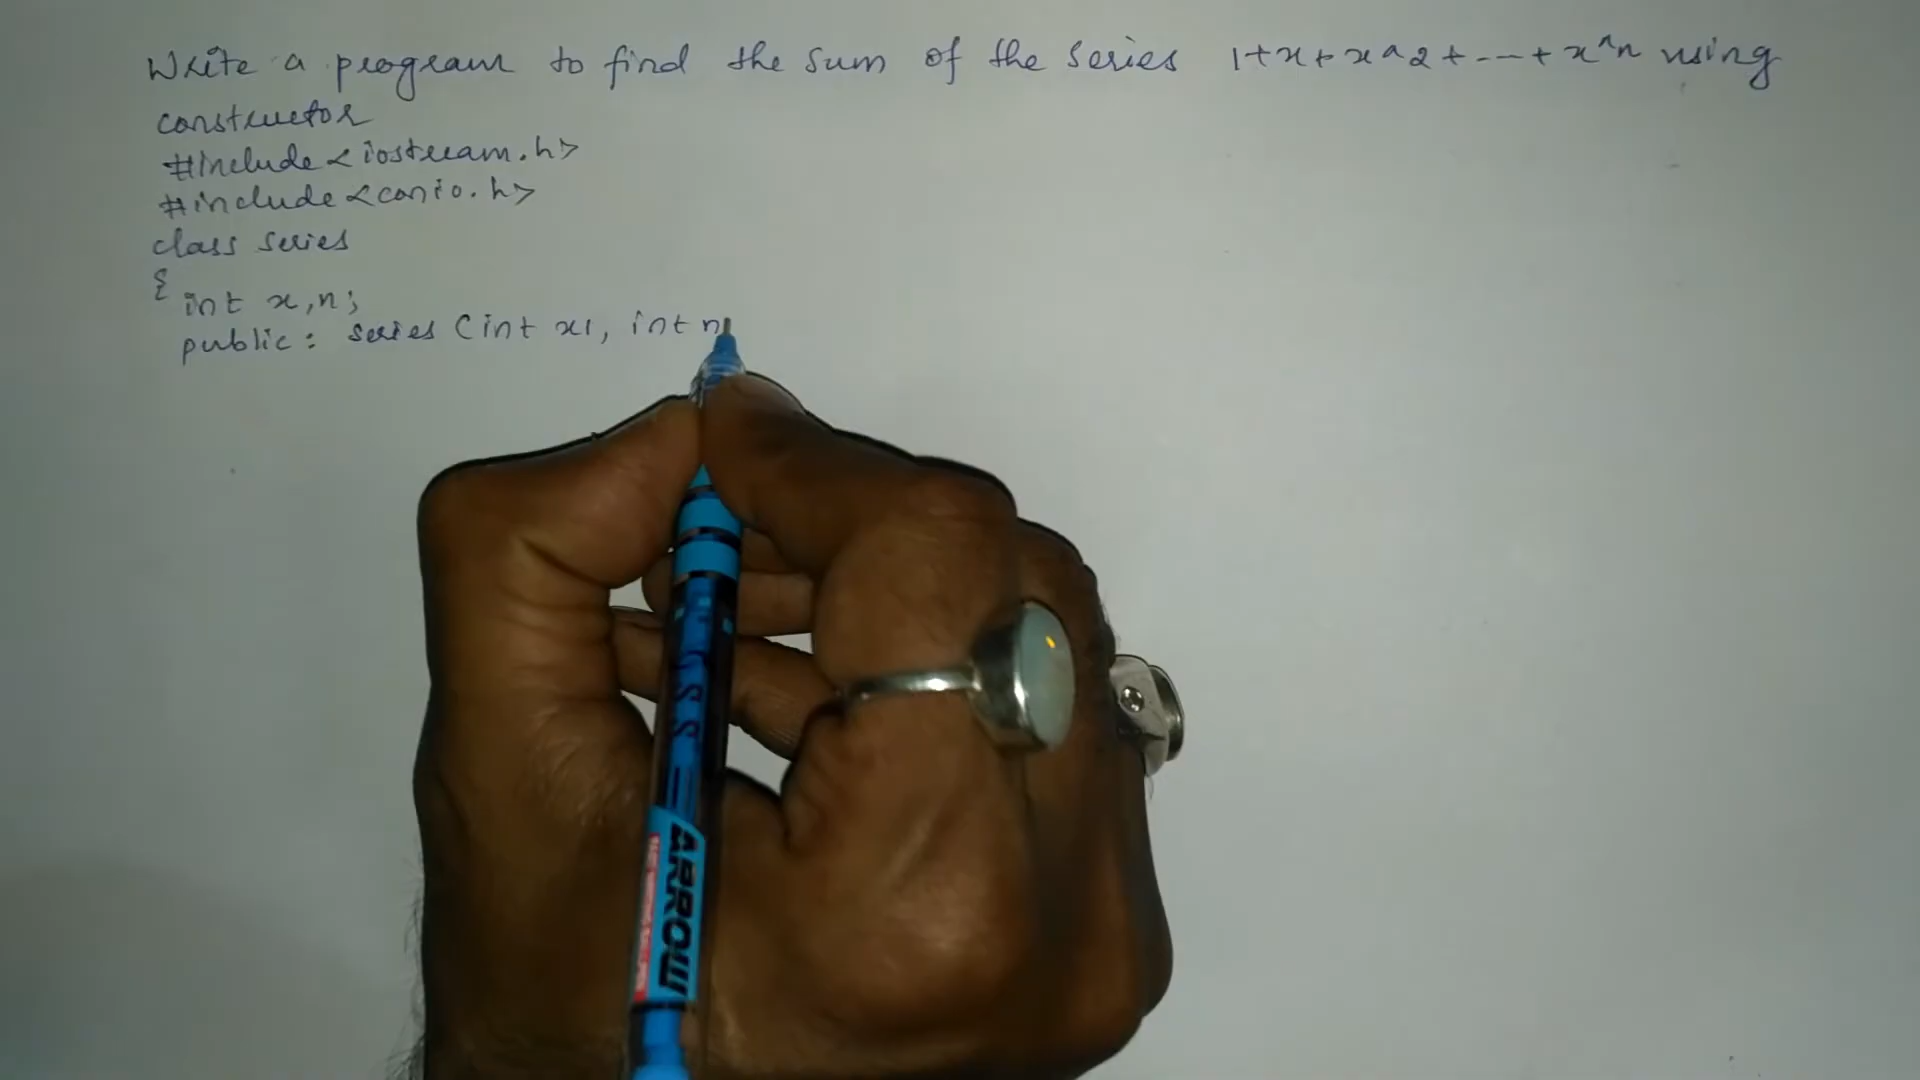 Write a program to find the sum of the series 1+x+x^2+---+x^n using
constructor
#include<iostream.h>
#include<conio.h>
class series
{
int x,n;
public: series (int x1, int n
ARROW